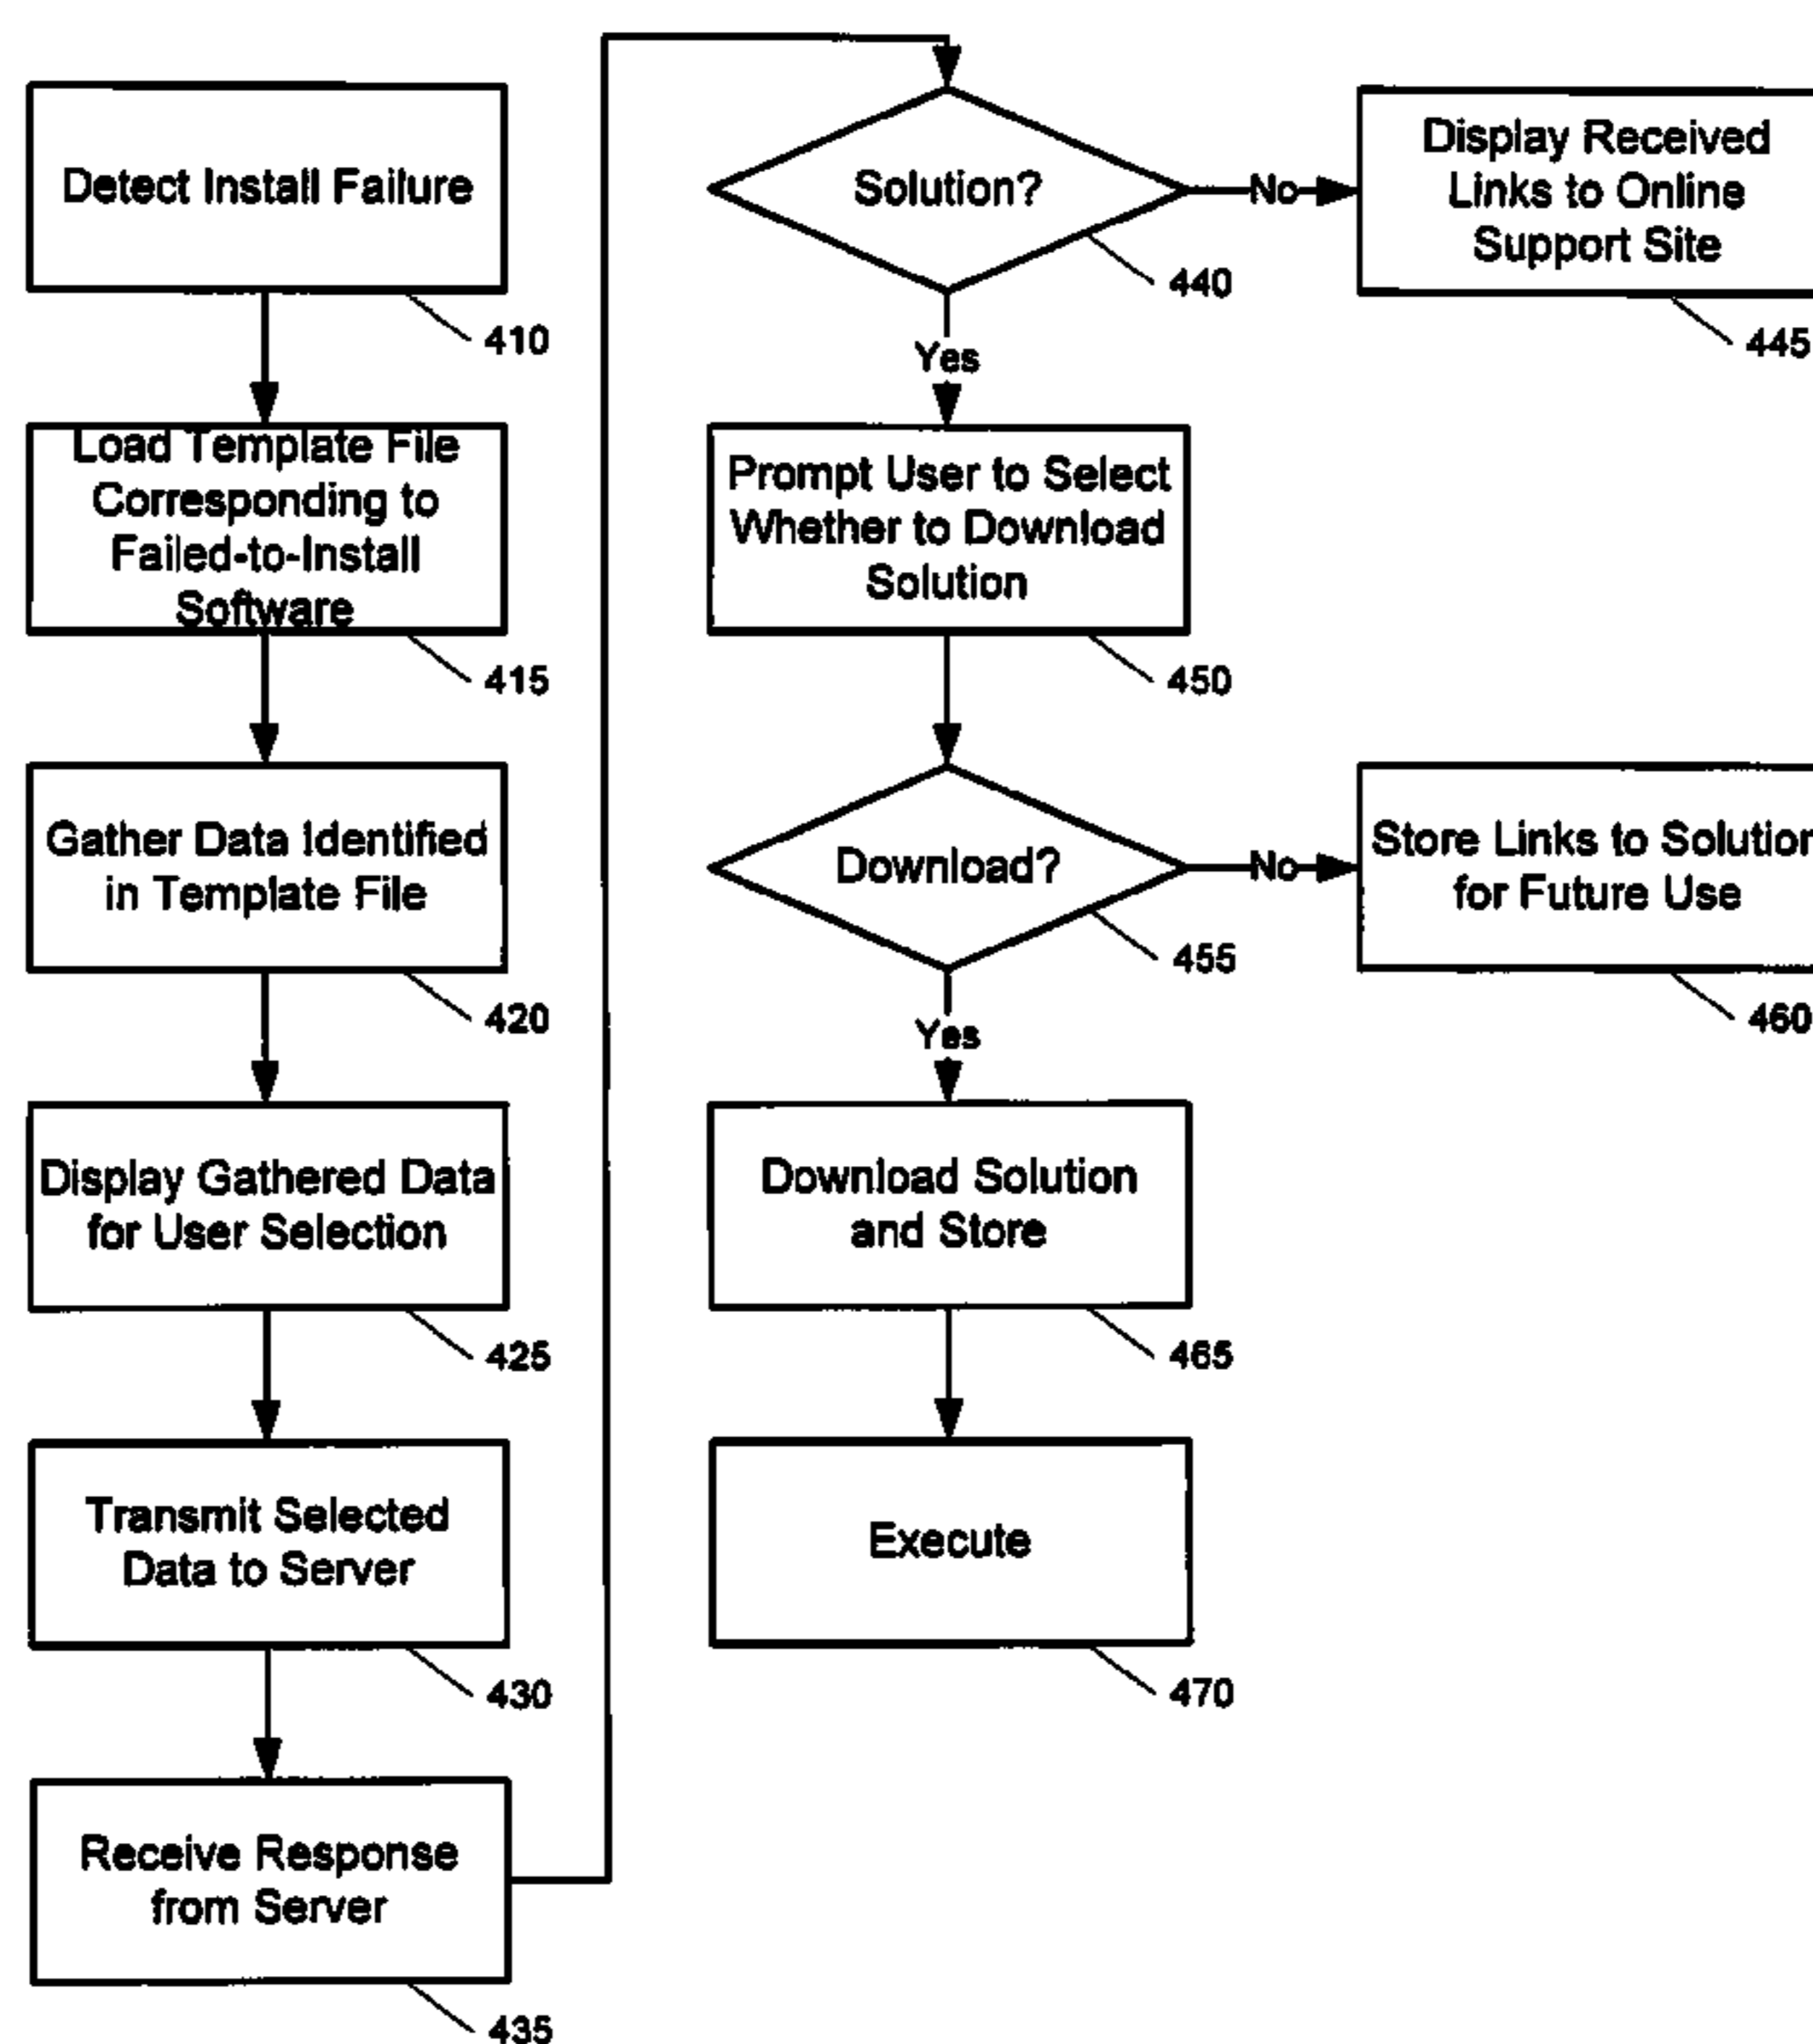 Detect Install Failure
410
Load Template File
Corresponding to
Failed-to-Install
Software
415
Gather Data Identified
in Template File
420
Display Gathered Data
for User Selection
425
Transmit Selected
Data to Server
430
Receive Response
from Server
435
Solution?
440
No
Display Received
Links to Online
Support Site
445
Yes
Prompt User to Select
Whether to Download
Solution
450
Download?
455
No
Store Links to Solution
for Future Use
460
Yes
Download Solution
and Store
465
Execute
470